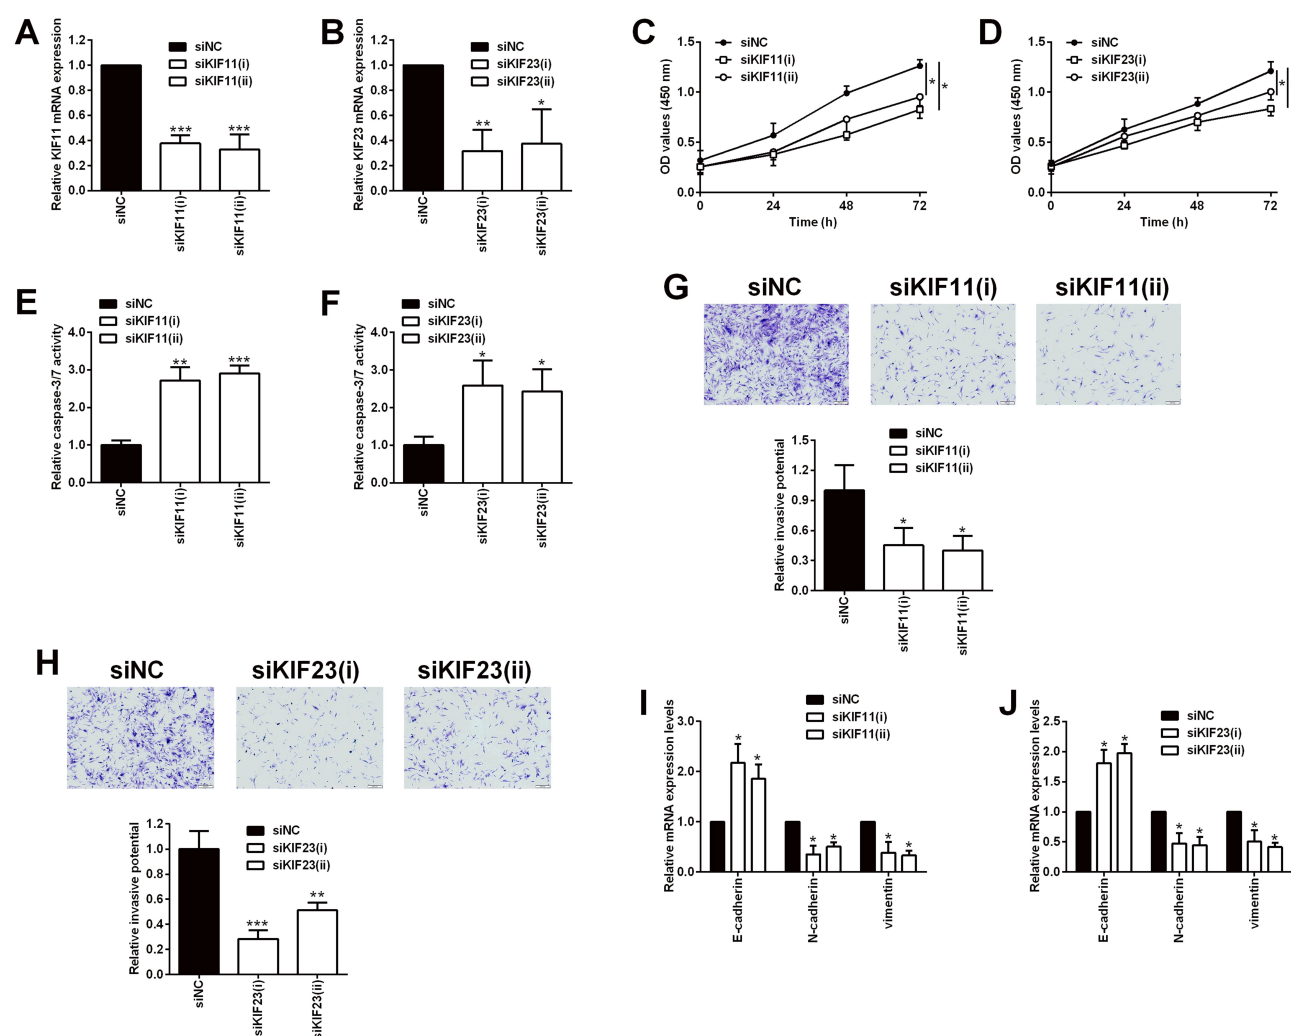 A
Relative KIF11 mRNA expression
1.2
1.0
0.8
0.6
0.4
0.2
0.0
siNC
siKIF11(i)
siKIF11(ii)
***
***
siNC
siKIF11(i)
siKIF11(ii)
B
Relative KIF23 mRNA expression
1.2
1.0
0.8
0.6
0.4
0.2
0.0
siNC
siKIF23(i)
siKIF23(ii)
**
*
siNC
siKIF23(i)
siKIF23(ii)
C
OD values (450 nm)
1.5
1.0
0.5
0.0
siNC
siKIF11(i)
siKIF11(ii)
*
*
0
24
48
72
Time (h)
D
OD values (450 nm)
1.5
1.0
0.5
0.0
siNC
siKIF23(i)
siKIF23(ii)
*
*
0
24
48
72
Time (h)
E
Relative caspase-3/7 activity
siNC
siKIF11(i)
siKIF11(ii)
4.0
3.0
2.0
1.0
0.0
**
***
siNC
siKIF11(i)
siKIF11(ii)
F
Relative caspase-3/7 activity
siNC
siKIF23(i)
siKIF23(ii)
4.0
3.0
2.0
1.0
0.0
*
*
siNC
siKIF23(i)
siKIF23(ii)
G
siNC
siKIF11(i)
siKIF11(ii)
Relative invasive potential
1.5
1.2
0.9
0.6
0.3
0.0
siNC
siKIF11(i)
siKIF11(ii)
*
*
siNC
siKIF11(i)
siKIF11(ii)
H
siNC
siKIF23(i)
siKIF23(ii)
Relative invasive potential
1.2
1.0
0.8
0.6
0.4
0.2
0.0
siNC
siKIF23(i)
siKIF23(ii)
***
**
siNC
siKIF23(i)
siKIF23(ii)
I
Relative mRNA expression levels
3.0
2.0
1.0
0.0
siNC
siKIF11(i)
siKIF11(ii)
*
*
*
*
*
*
E-cadherin
N-cadherin
vimentin
J
Relative mRNA expression levels
2.5
2.0
1.5
1.0
0.5
0.0
siNC
siKIF23(i)
siKIF23(ii)
*
*
*
*
*
*
E-cadherin
N-cadherin
vimentin